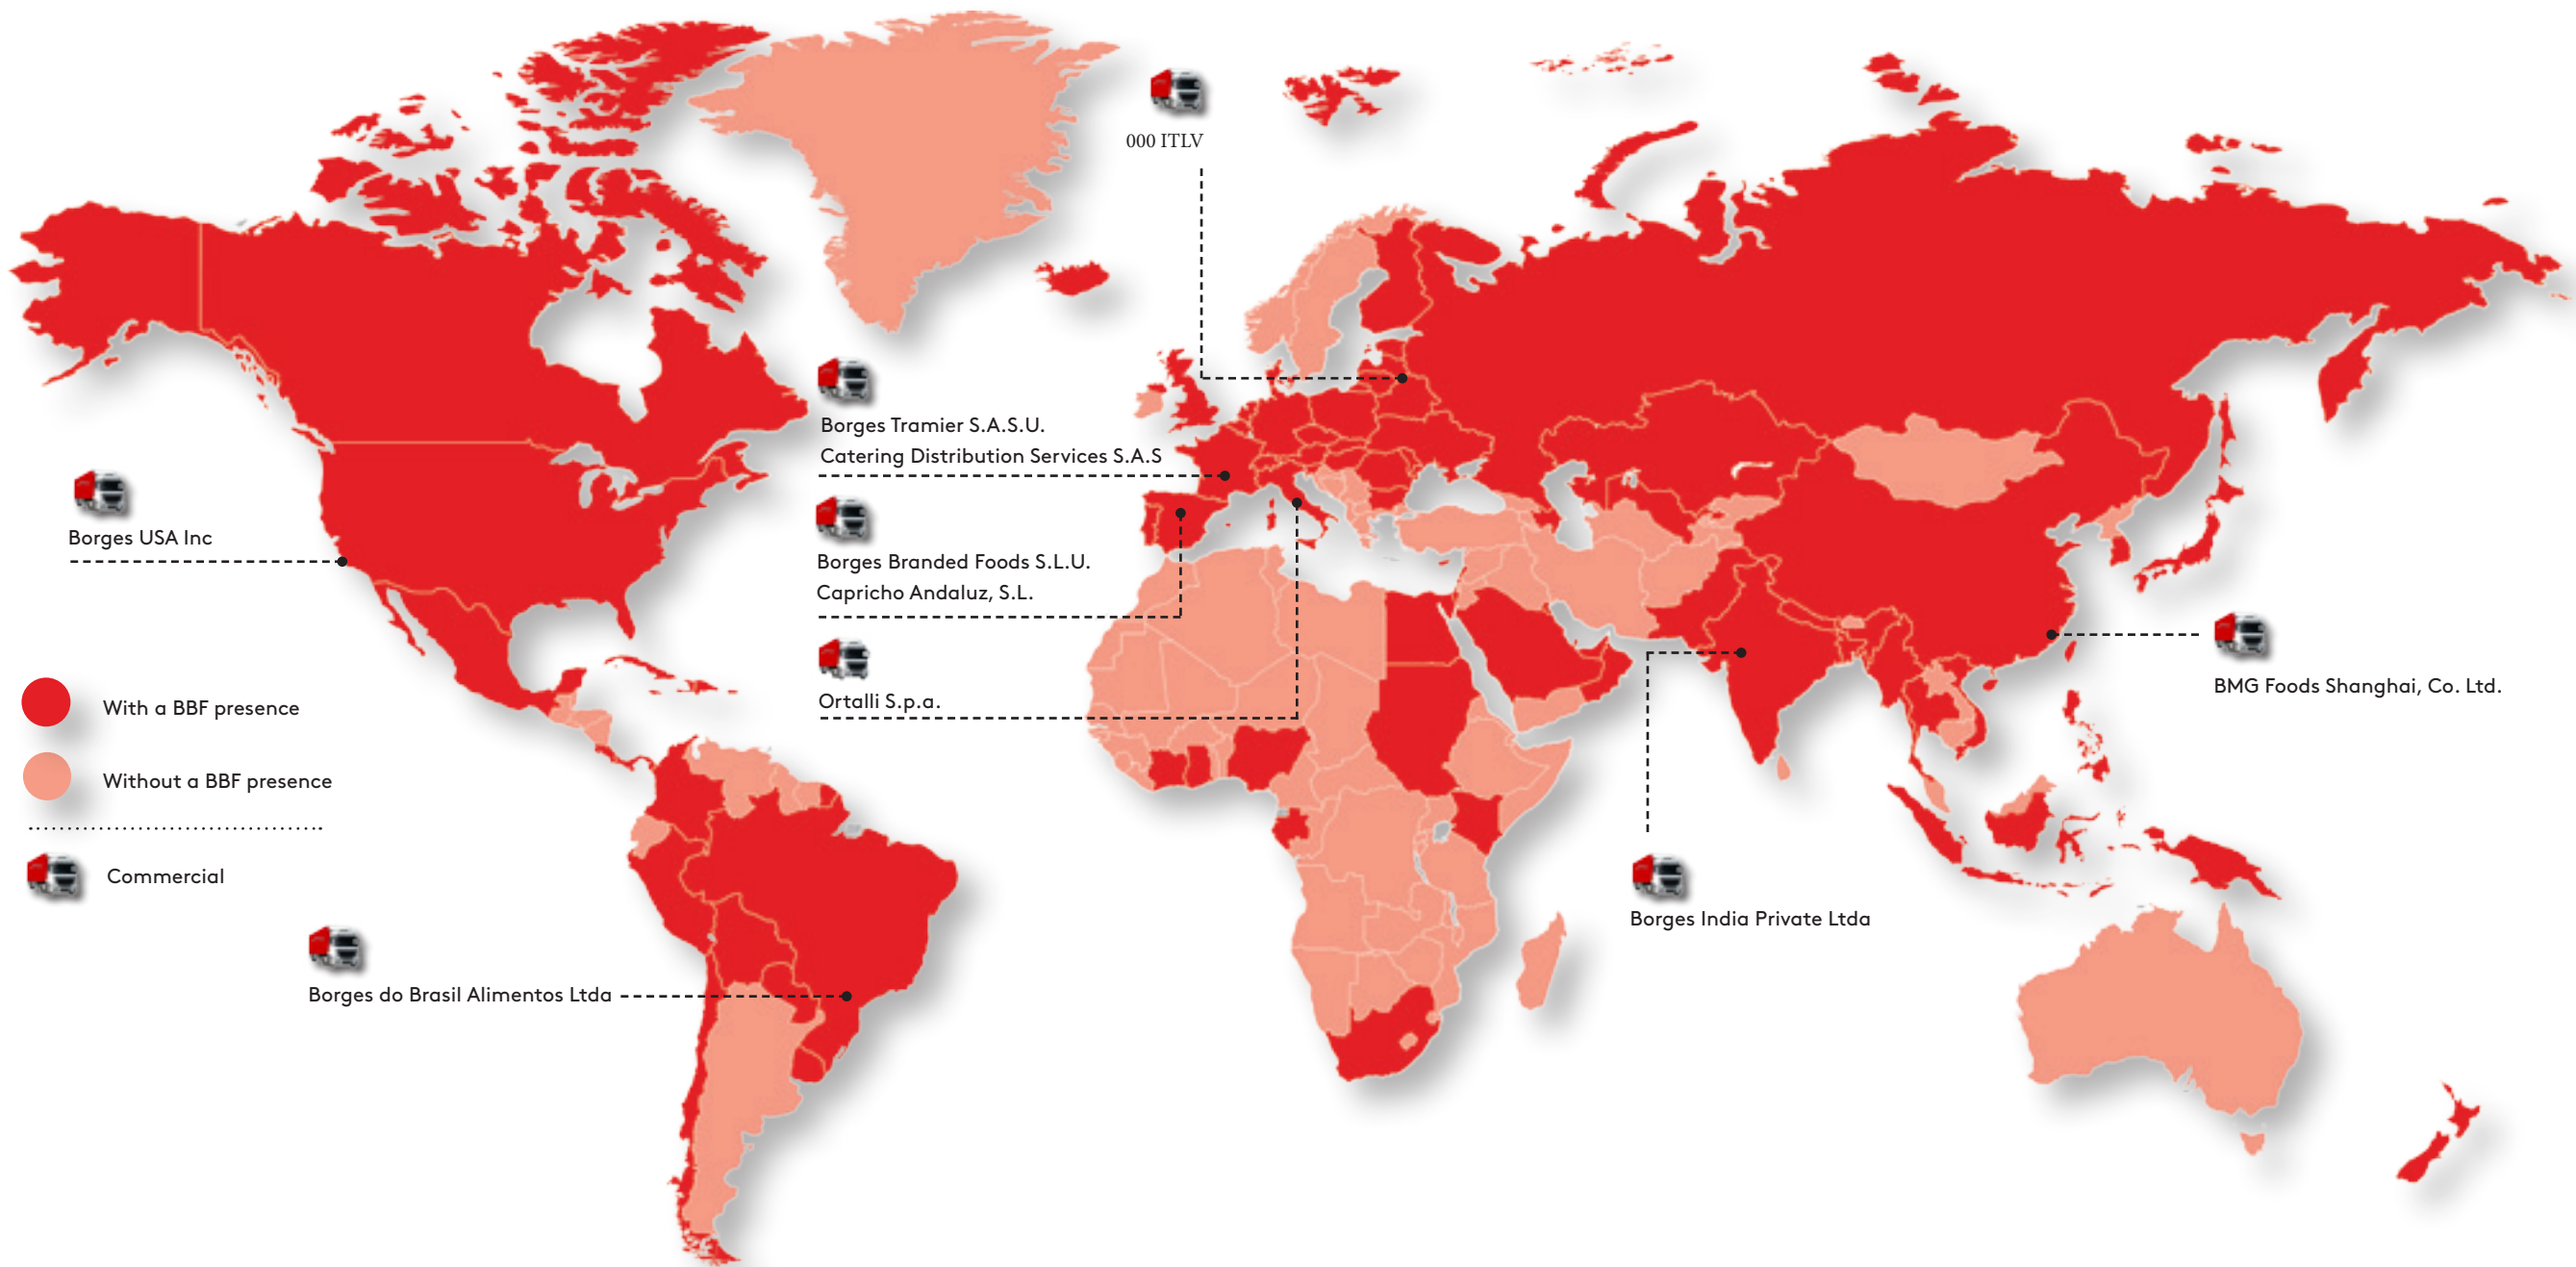 000 ITLV
Borges Tramier S.A.S.U.
Catering Distribution Services S.A.S
Borges USA Inc
Borges Branded Foods S.L.U.
Capricho Andaluz, S.L.
Ortalli S.p.a.
BMG Foods Shanghai, Co. Ltd.
With a BBF presence
Without a BBF presence
Commercial
Borges India Private Ltda
Borges do Brasil Alimentos Ltda